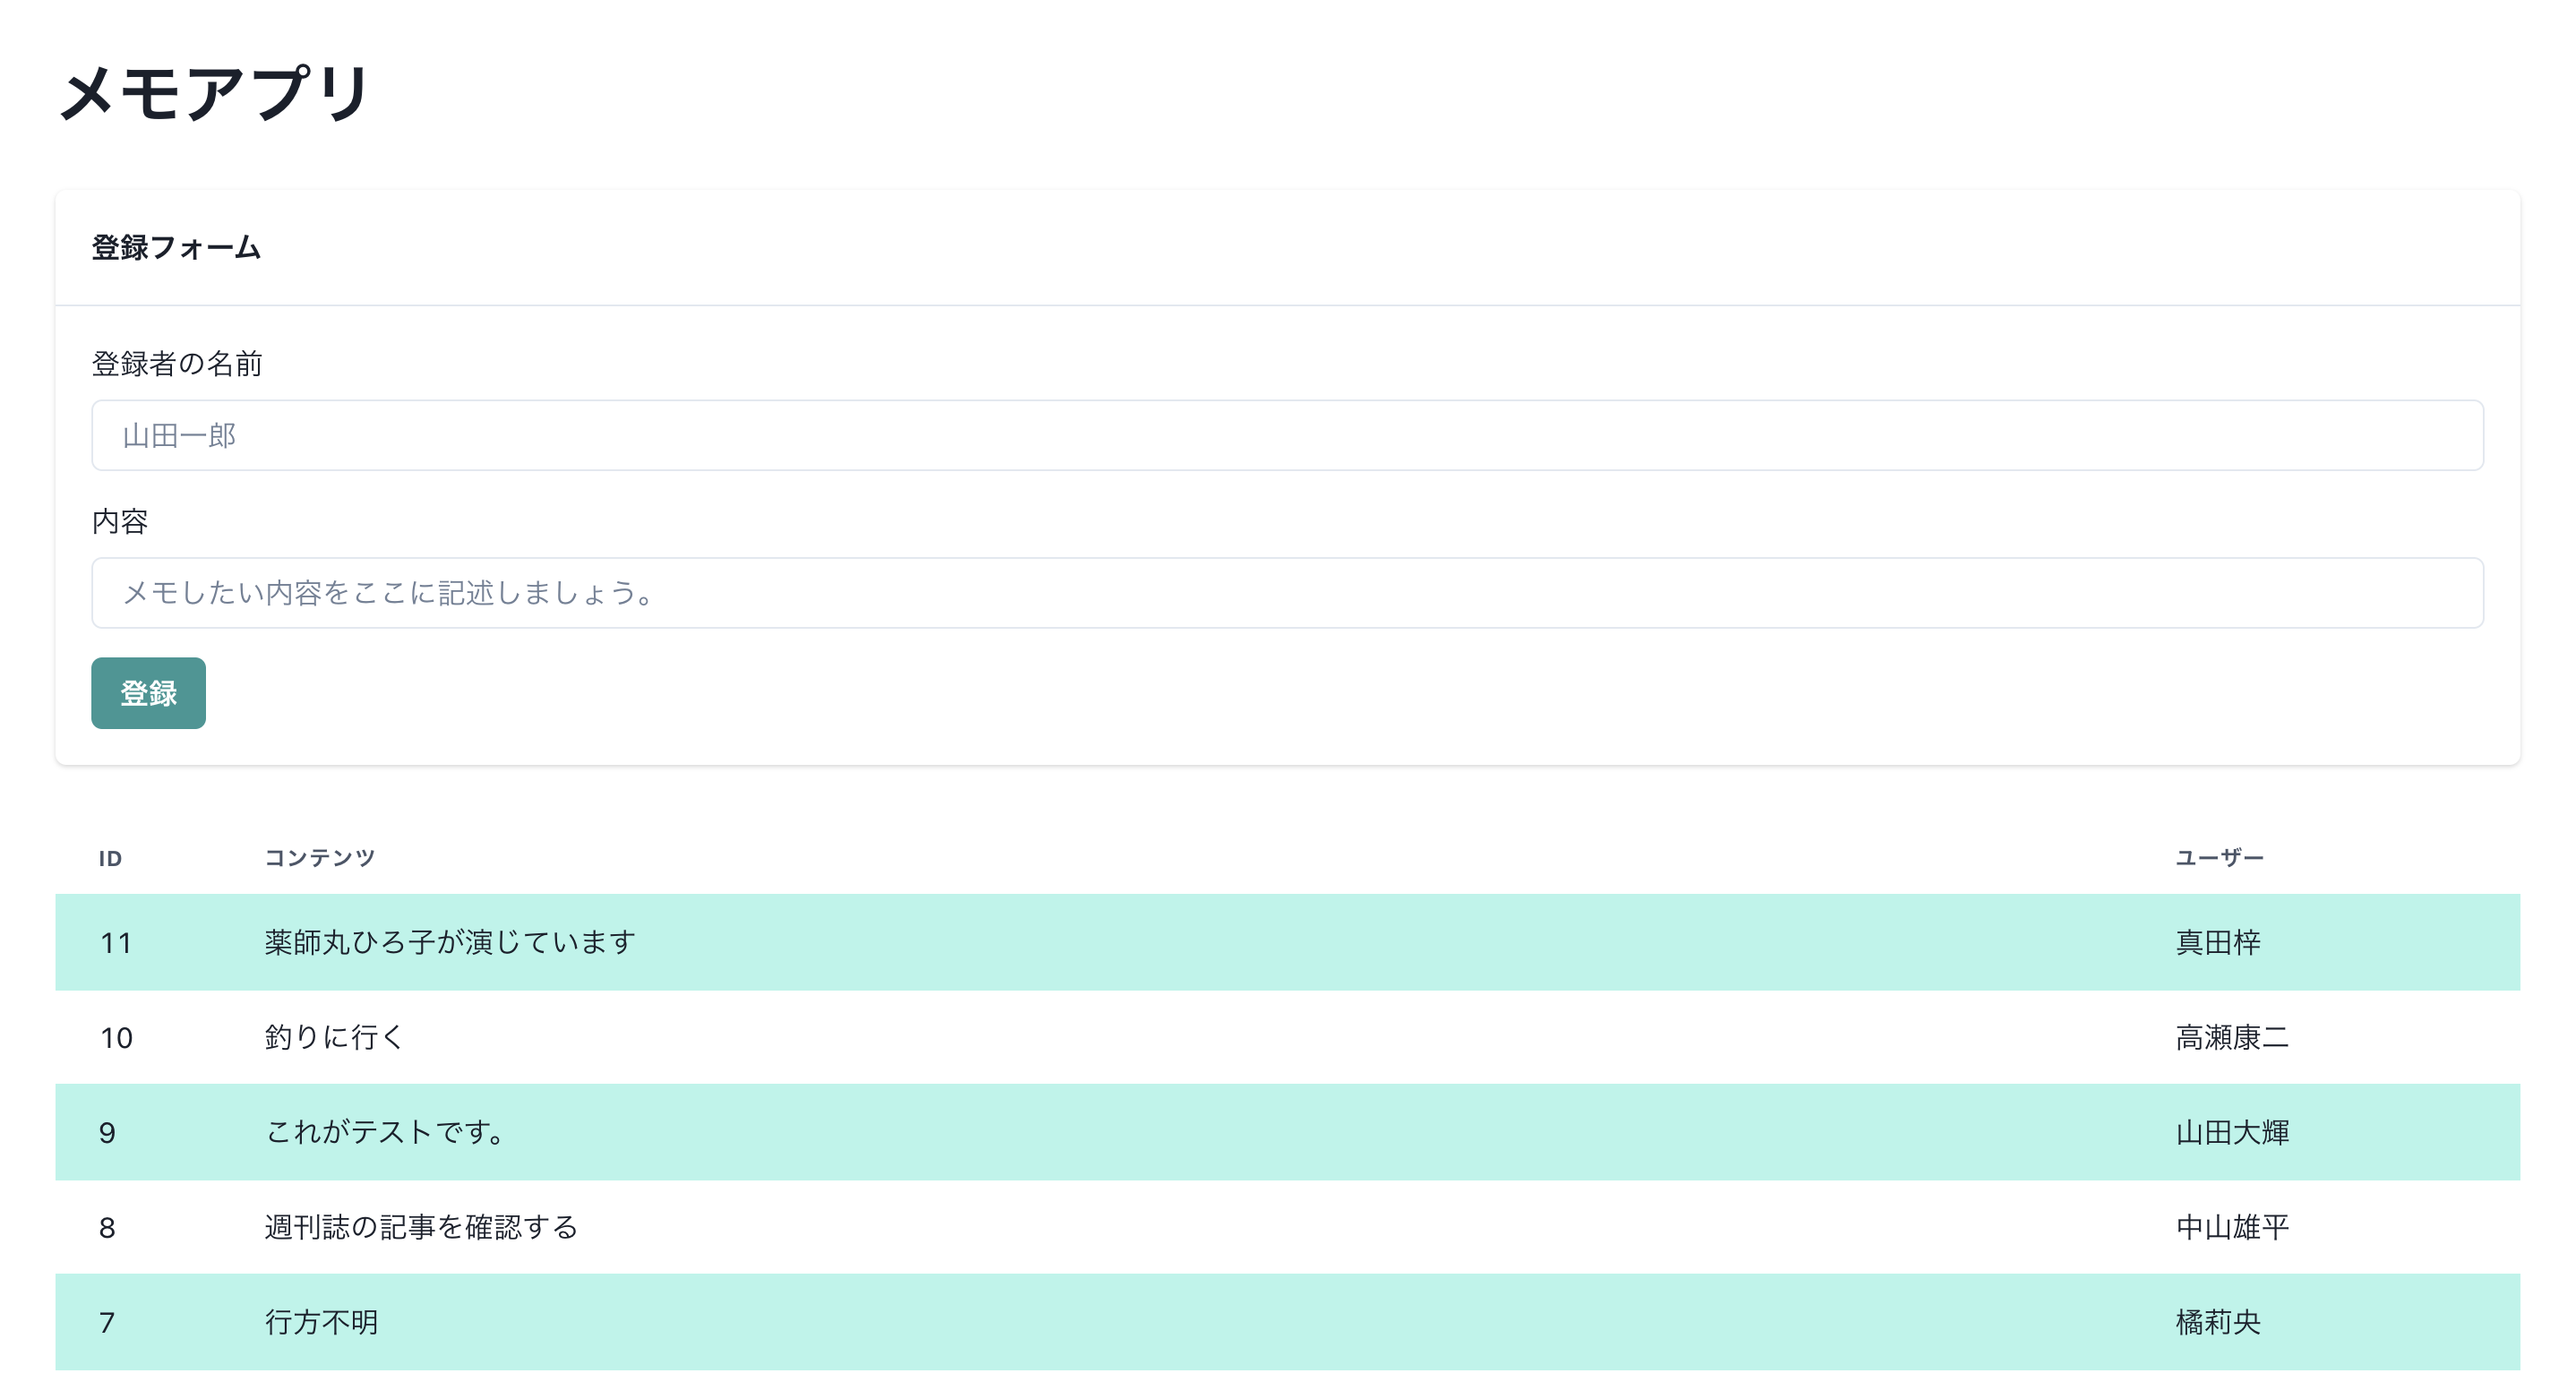 メモアプリ
登録フォーム
登録者の名前
山田一郎
内容
メモしたい内容をここに記述しましょう。
登録
ID コンテンツ ユーザー
11 薬師丸ひろ子が演じています 真田梓
10 釣りに行く 高瀬康二
9 これがテストです。 山田大輝
8 週刊誌の記事を確認する 中山雄平
7 行方不明 橘莉央